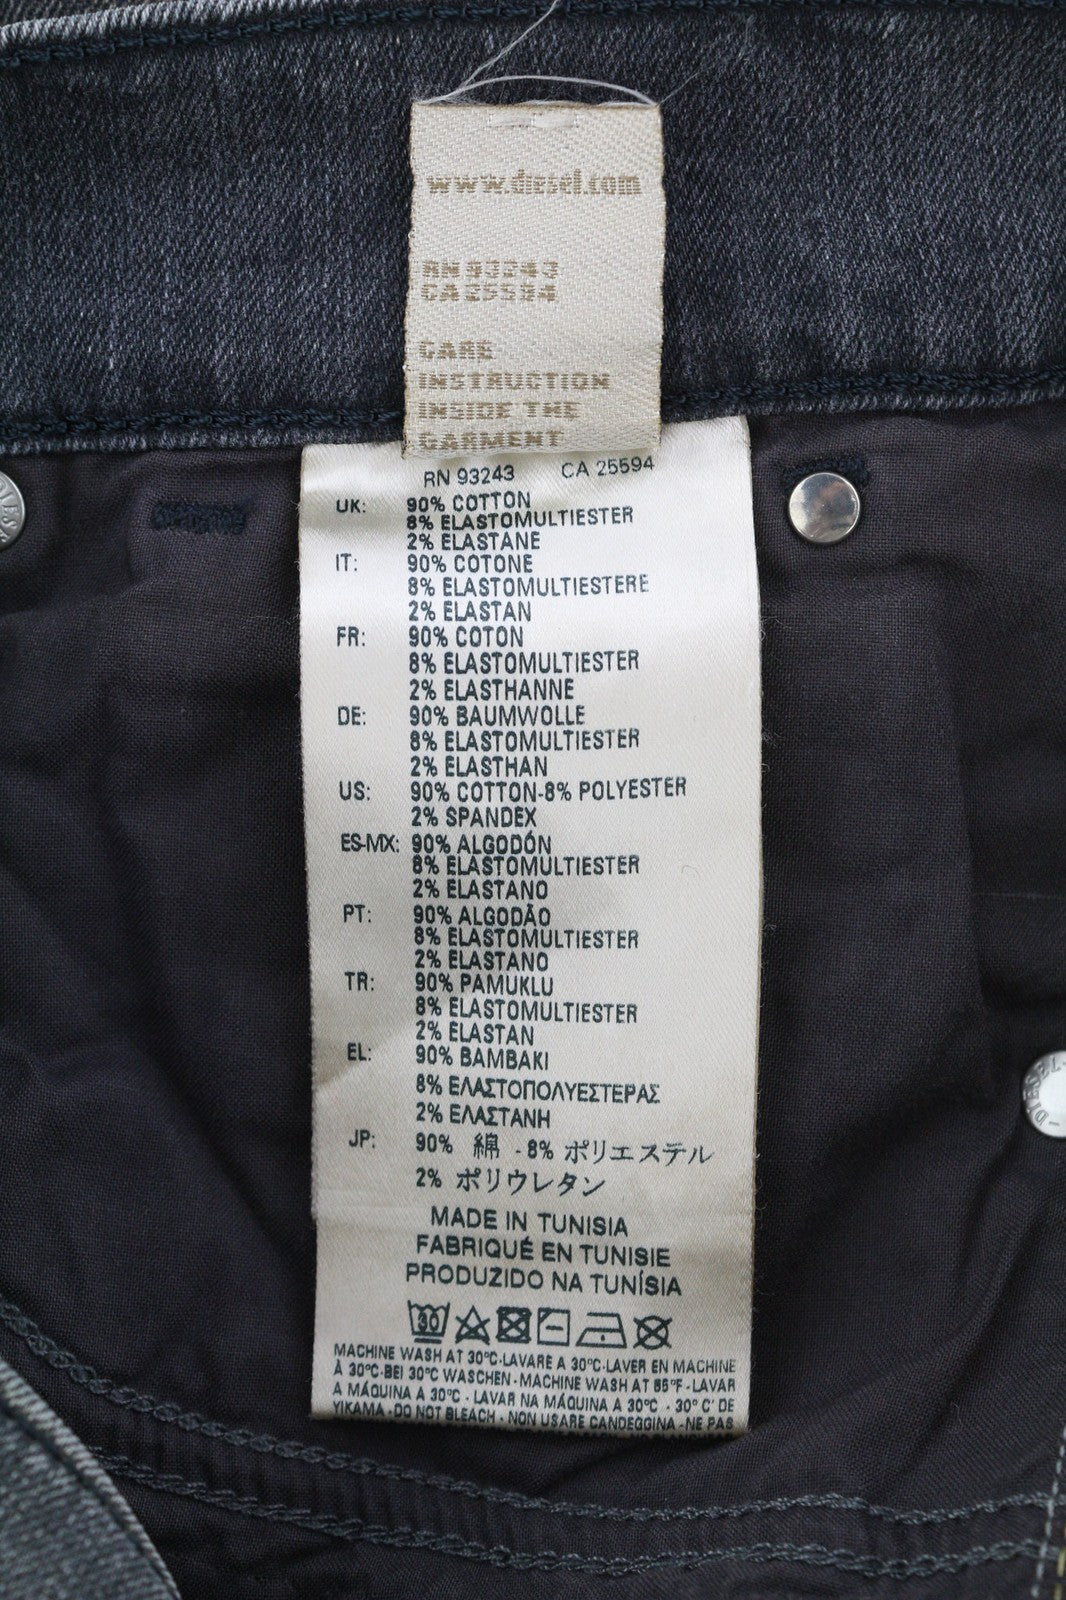 www.diesel.com
RN 93243
CA 25594
CARE
INSTRUCTION
INSIDE THE
GARMENT
RN 93243 CA 25594
UK: 90% COTTON
8% ELASTOMULTIESTER
2% ELASTANE
IT: 90% COTONE
8% ELASTOMULTIESTERE
2% ELASTAN
FR: 90% COTON
8% ELASTOMULTIESTER
2% ELASTHANNE
DE: 90% BAUMWOLLE
8% ELASTOMULTIESTER
2% ELASTHAN
US: 90% COTTON-8% POLYESTER
2% SPANDEX
ES-MX: 90% ALGODÓN
8% ELASTOMULTIESTER
2% ELASTANO
PT: 90% ALGODÃO
8% ELASTOMULTIESTER
2% ELASTANO
TR: 90% PAMUKLU
8% ELASTOMULTIESTER
2% ELASTAN
EL: 90% ΒΑΜΒΑΚΙ
8% ΕΛΑΣΤΟΠΟΛΥΕΣΤΕΡΑΣ
2% ΕΛΑΣΤΑΝΗ
JP: 90% 綿 - 8% ポリエステル
2% ポリウレタン
MADE IN TUNISIA
FABRIQUÉ EN TUNISIE
PRODUZIDO NA TUNÍSIA
30
MACHINE WASH AT 30°C-LAVARE A 30°C-LAVER EN MACHINE
À 30°C-BEI 30°C WASCHEN - MACHINE WASH AT 85°F - LAVAR
A MÁQUINA A 30°C - LAVAR NA MÁQUINA A 30°C - 30° C' DE
YIKAMA - DO NOT BLEACH - NON USARE CANDEGGINA - NE PAS
DIESEL